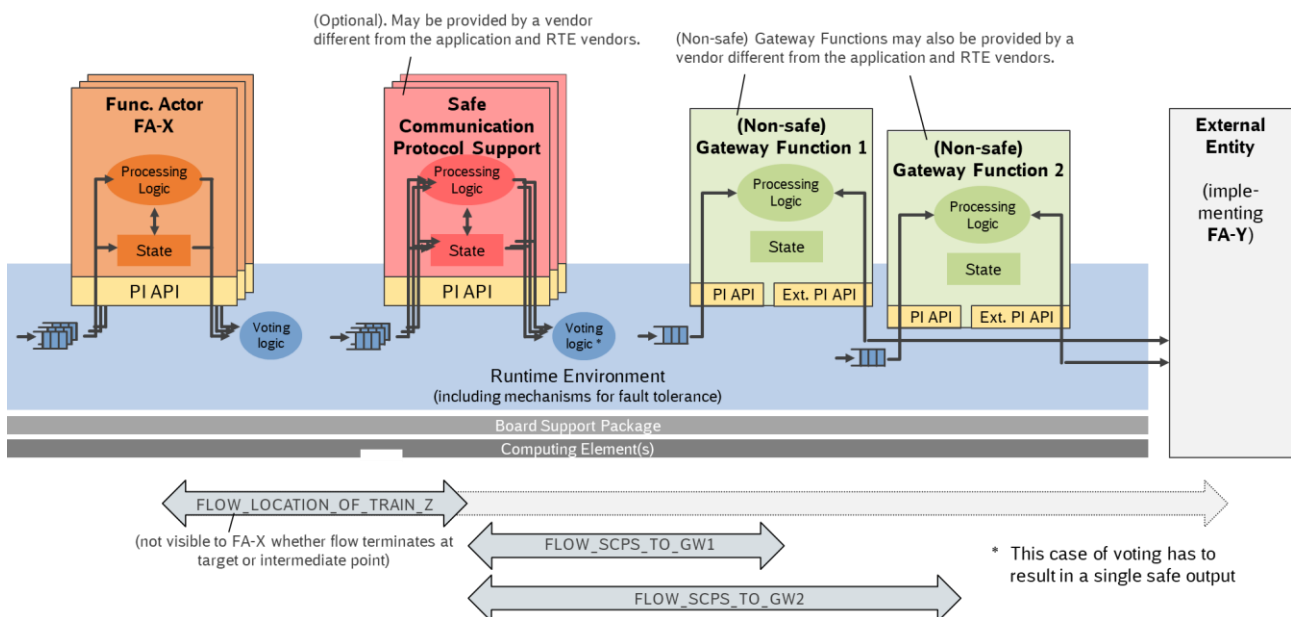 (Optional). May be provided by a vendor
different from the application and RTE vendors.
(Non-safe) Gateway Functions may also be provided by a
vendor different from the application and RTE vendors.
Func. Actor
FA-X
Processing
Logic
State
PI API
Voting
logic
Safe
Communication
Protocol Support
Processing
Logic
State
PI API
Voting
logic *
(Non-safe)
Gateway Function 1
Processing
Logic
State
PI API
Ext. PI API
(Non-safe)
Gateway Function 2
Processing
Logic
State
PI API
Ext. PI API
External
Entity
(imple-
menting
FA-Y)
Runtime Environment
(including mechanisms for fault tolerance)
Board Support Package
Computing Element(s)
FLOW_LOCATION_OF_TRAIN_Z
(not visible to FA-X whether flow terminates at
target or intermediate point)
FLOW_SCPS_TO_GW1
FLOW_SCPS_TO_GW2
* This case of voting has to
result in a single safe output